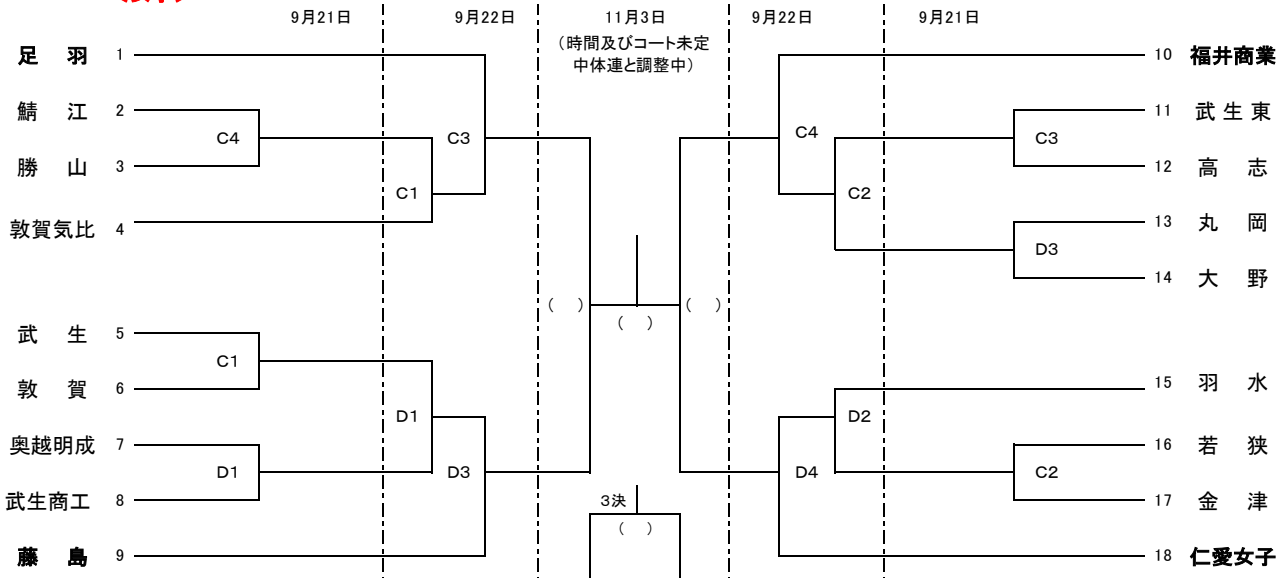 9月21日 9月22日 11月3日 9月22日 9月21日
(時間及びコート未定
中体連と調整中)
足 羽 1
鯖 江 2
C4
勝 山 3
敦賀気比 4
C1
C3
武 生 5
C1
敦 賀 6
奥越明成 7
D1
武生商工 8
D1
D3
藤 島 9
( )
( )
( )
3決
( )
10 福井商業
11 武生東
C3
12 高 志
13 丸 岡
D3
14 大 野
C2
C4
15 羽 水
16 若 狭
C2
17 金 津
D2
D4
18 仁愛女子